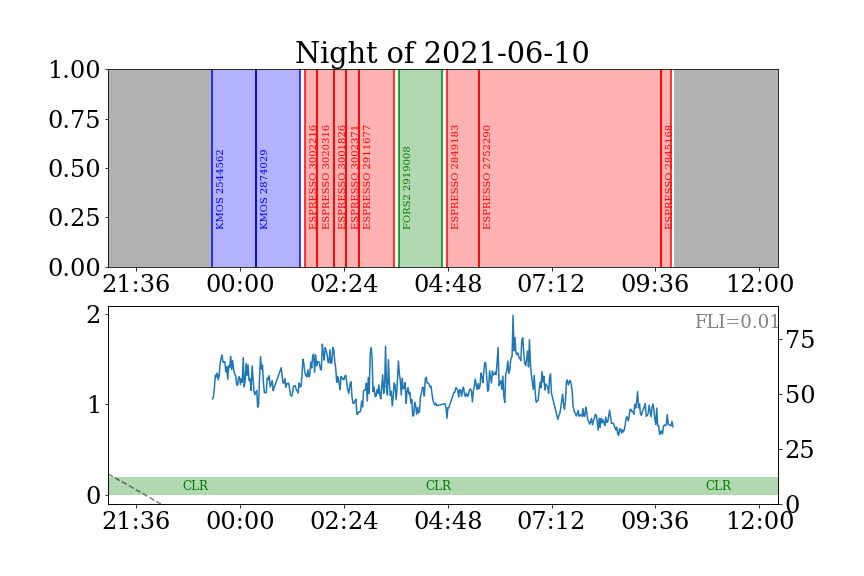 Night of 2021-06-10
1.00
0.75
0.50
0.25
0.00
KMOS 2544562
KMOS 2874029
ESPRESSO 3002216
ESPRESSO 3020316
ESPRESSO 3001826
ESPRESSO 3002371
ESPRESSO 2911677
FORS2 2919008
ESPRESSO 2849183
ESPRESSO 2752290
ESPRESSO 2845168
21:36 00:00 02:24 04:48 07:12 09:36 12:00
2
1
0
FLI=0.01
75
50
25
0
CLR CLR CLR
21:36 00:00 02:24 04:48 07:12 09:36 12:00